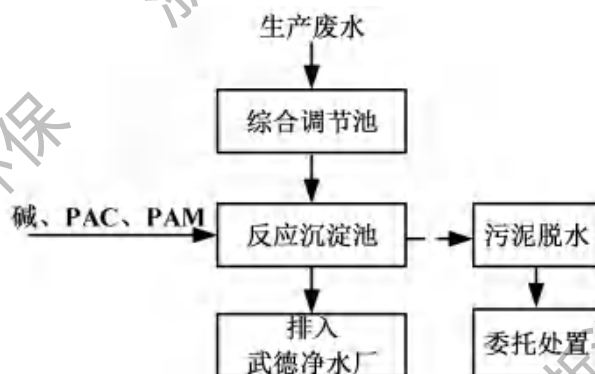 生产废水
综合调节池
碱、PAC、PAM
反应沉淀池
污泥脱水
排入
武德净水厂
委托处置